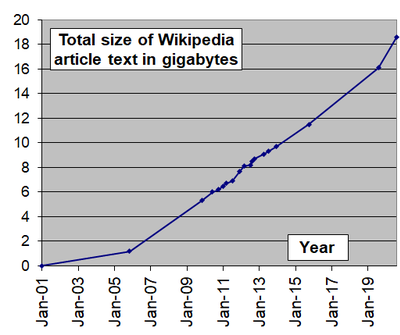 Total size of Wikipedia
article text in gigabytes
20
18
16
14
12
10
8
6
4
2
0
Year
Jan-01
Jan-03
Jan-05
Jan-07
Jan-09
Jan-11
Jan-13
Jan-15
Jan-17
Jan-19